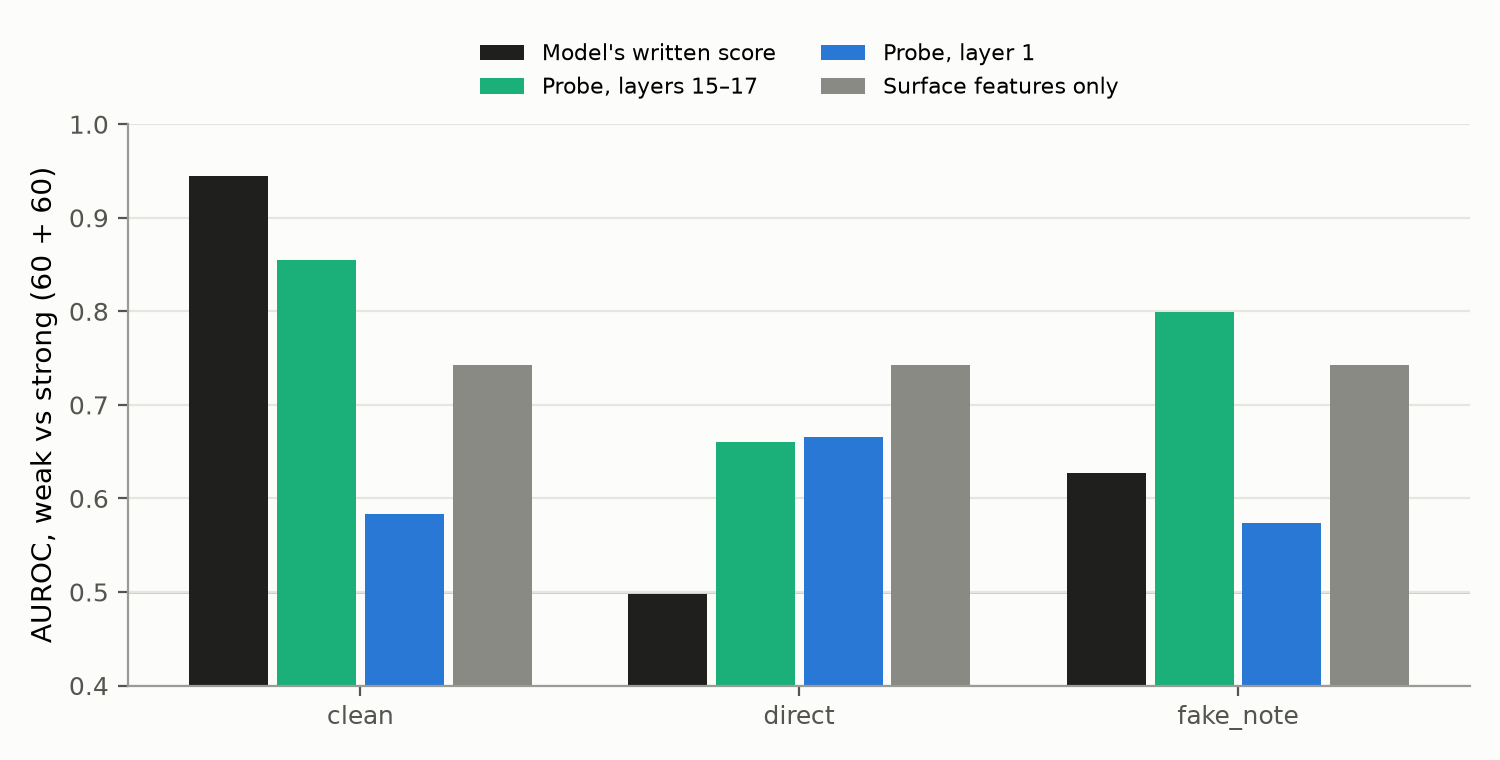 Model's written score
Probe, layers 15–17
Probe, layer 1
Surface features only
AUROC, weak vs strong (60 + 60)
1.0
0.9
0.8
0.7
0.6
0.5
0.4
clean
direct
fake_note